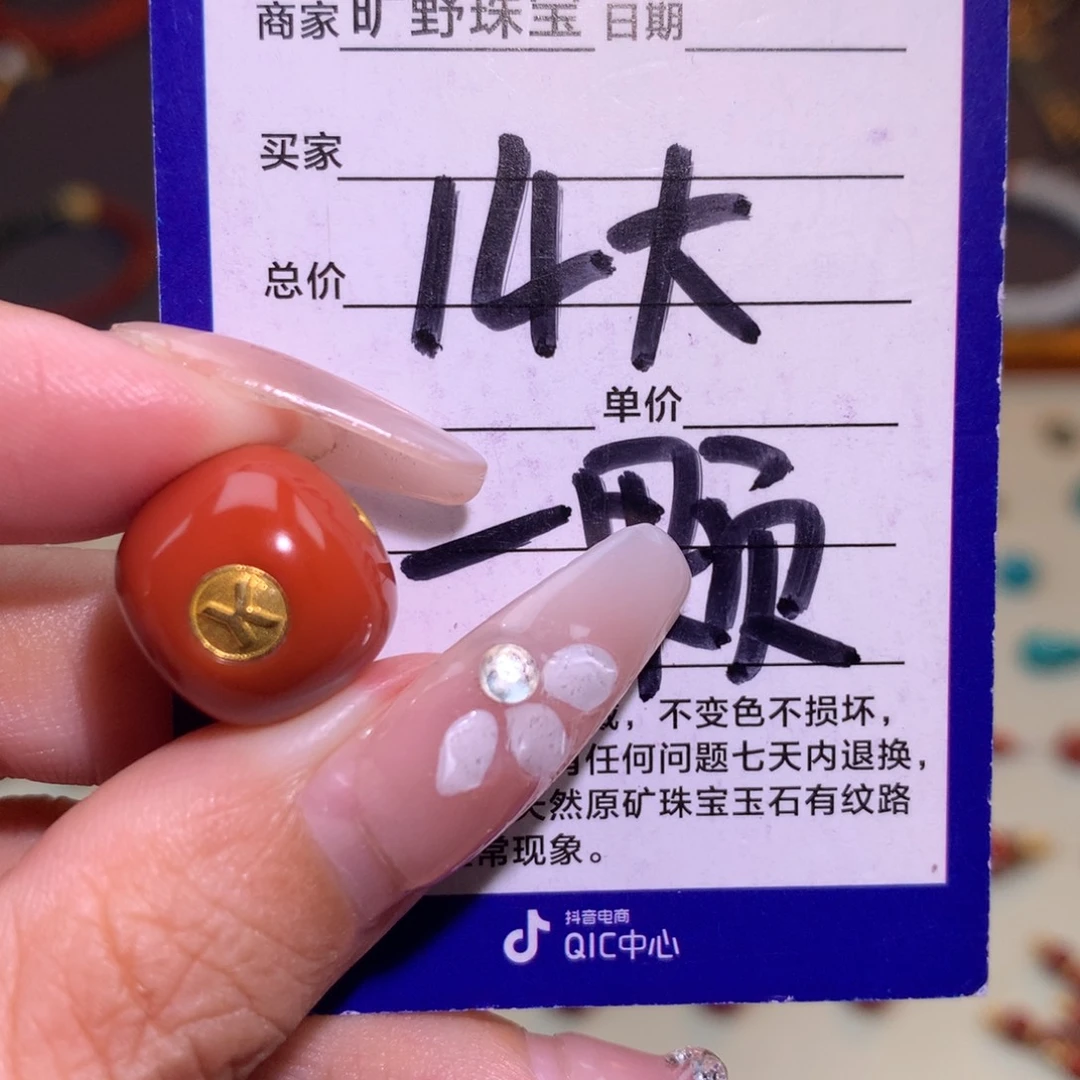 商家 旷野珠宝 日期
买家
14大
总价
单价
一颗
，不变色不损坏，
有任何问题七天内退换，
天然原矿珠宝玉石有纹路
常现象。
抖音电商
QIC中心